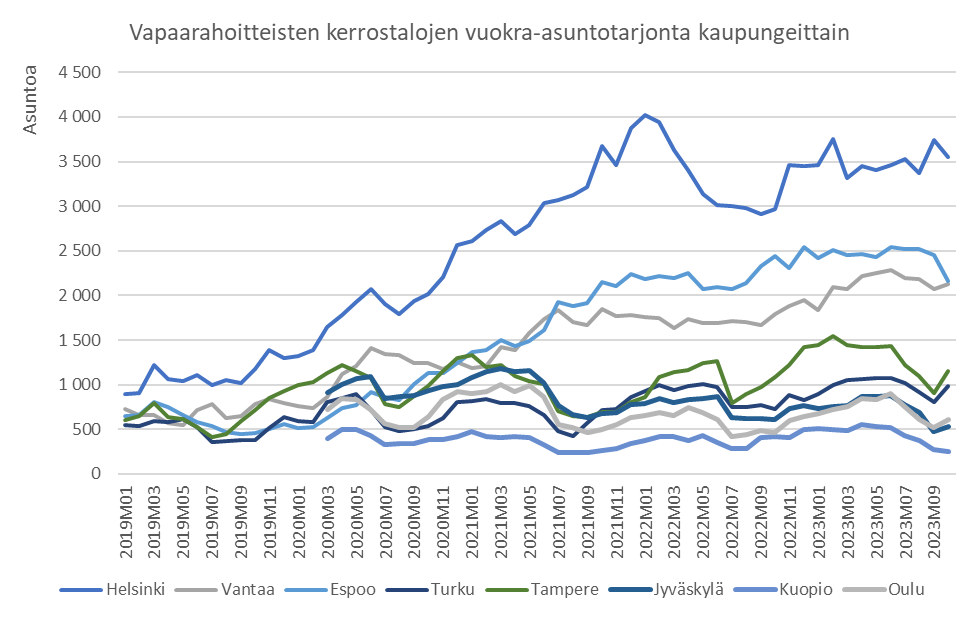 Vapaarahoitteisten kerrostalojen vuokra-asuntotarjonta kaupungeittain
Asuntoa
4 500
4 000
3 500
3 000
2 500
2 000
1 500
1 000
500
0
2019M01
2019M03
2019M05
2019M07
2019M09
2019M11
2020M01
2020M03
2020M05
2020M07
2020M09
2020M11
2021M01
2021M03
2021M05
2021M07
2021M09
2021M11
2022M01
2022M03
2022M05
2022M07
2022M09
2022M11
2023M01
2023M03
2023M05
2023M07
2023M09
Helsinki Vantaa Espoo Turku Tampere Jyväskylä Kuopio Oulu